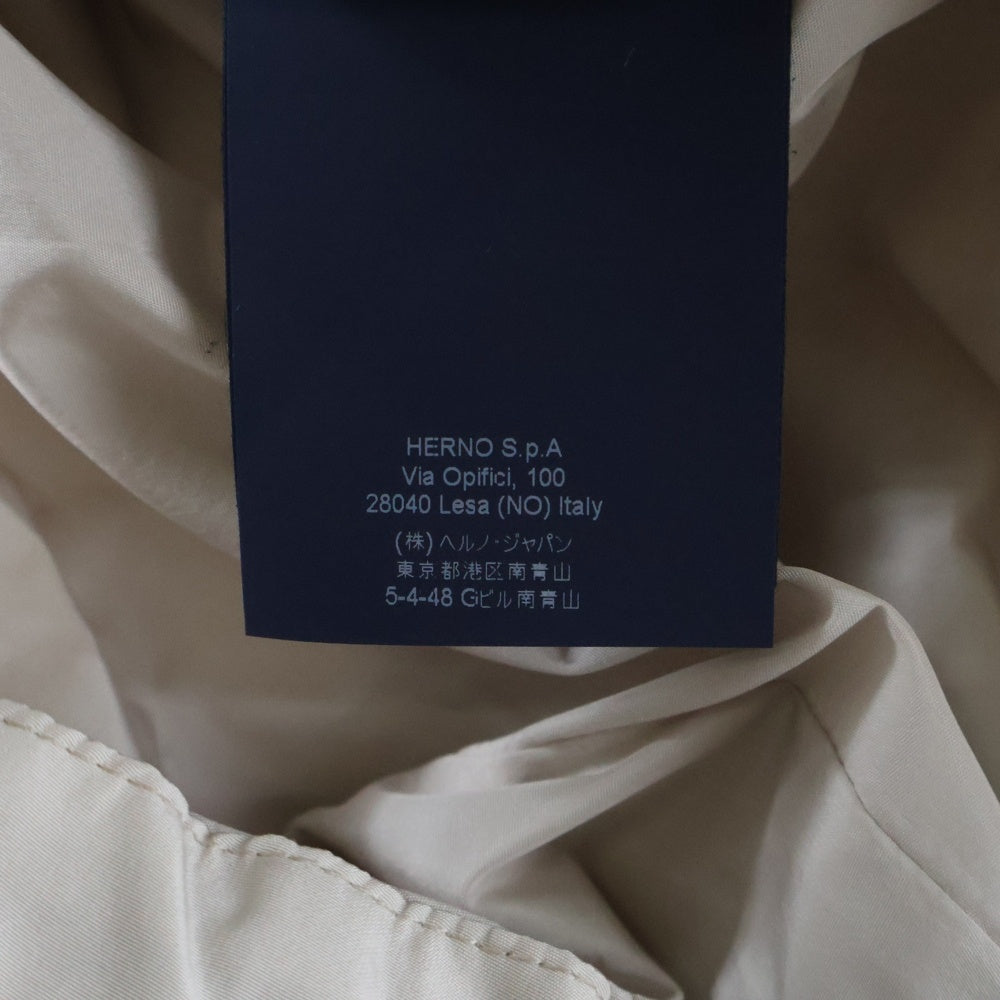 HERNO S.p.A
Via Opifici, 100
28040 Lesa (NO) Italy
(株)ヘルノ・ジャパン
東京都港区南青山
5-4-48 Gビル南青山